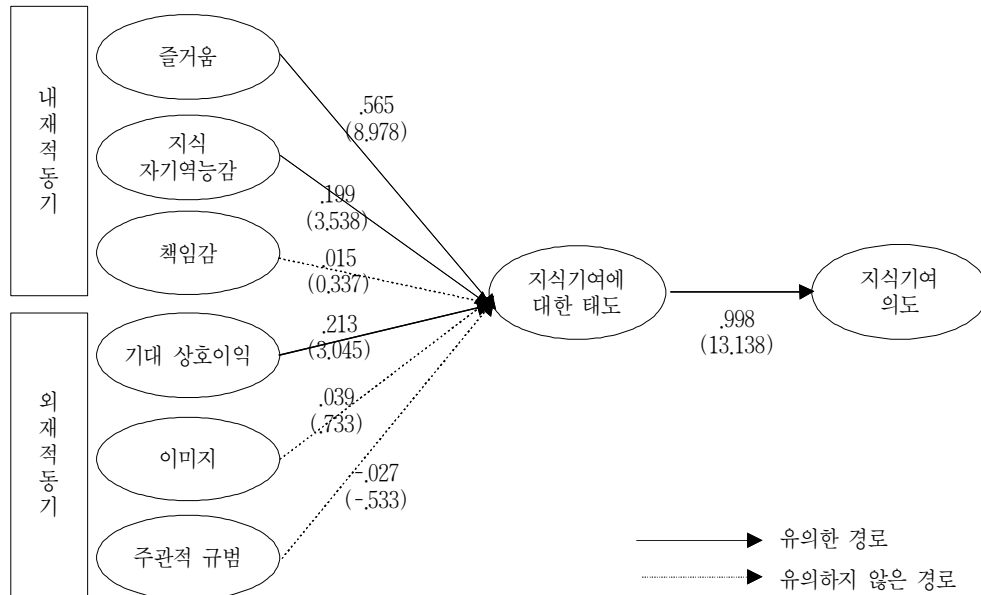 내
재
적
동
기
즐거움
.565
(8.978)
지식
자기역능감
.199
(3.538)
책임감
.015
(0.337)
지식기여에
대한 태도
.998
(13.138)
지식기여
의도
외
재
적
동
기
기대 상호이익
.213
(3.045)
이미지
.039
(.733)
주관적 규범
-.027
(-.533)
유의한 경로
유의하지 않은 경로